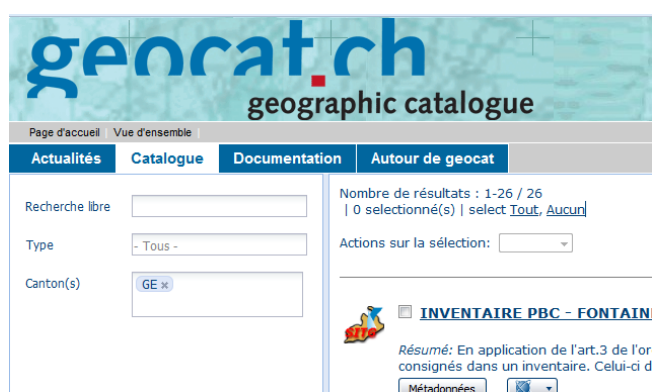 geocat.ch
geographic catalogue
Page d'accueil | Vue d'ensemble |
Actualités Catalogue Documentation Autour de geocat
Recherche libre
Type - Tous -
Canton(s) GE ×
Nombre de résultats : 1-26 / 26
| 0 selectionné(s) | select Tout, Aucun
Actions sur la sélection:
SITG
INVENTAIRE PBC - FONTAIN
Résumé: En application de l'art.3 de l'or
consignés dans un inventaire. Celui-ci d
Métadonnées